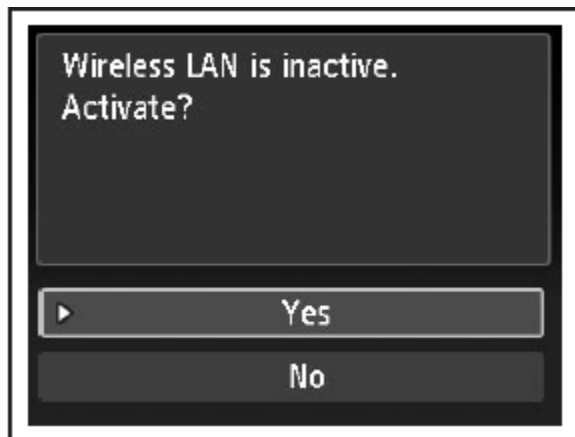 Wireless LAN is inactive.
Activate?
Yes
No